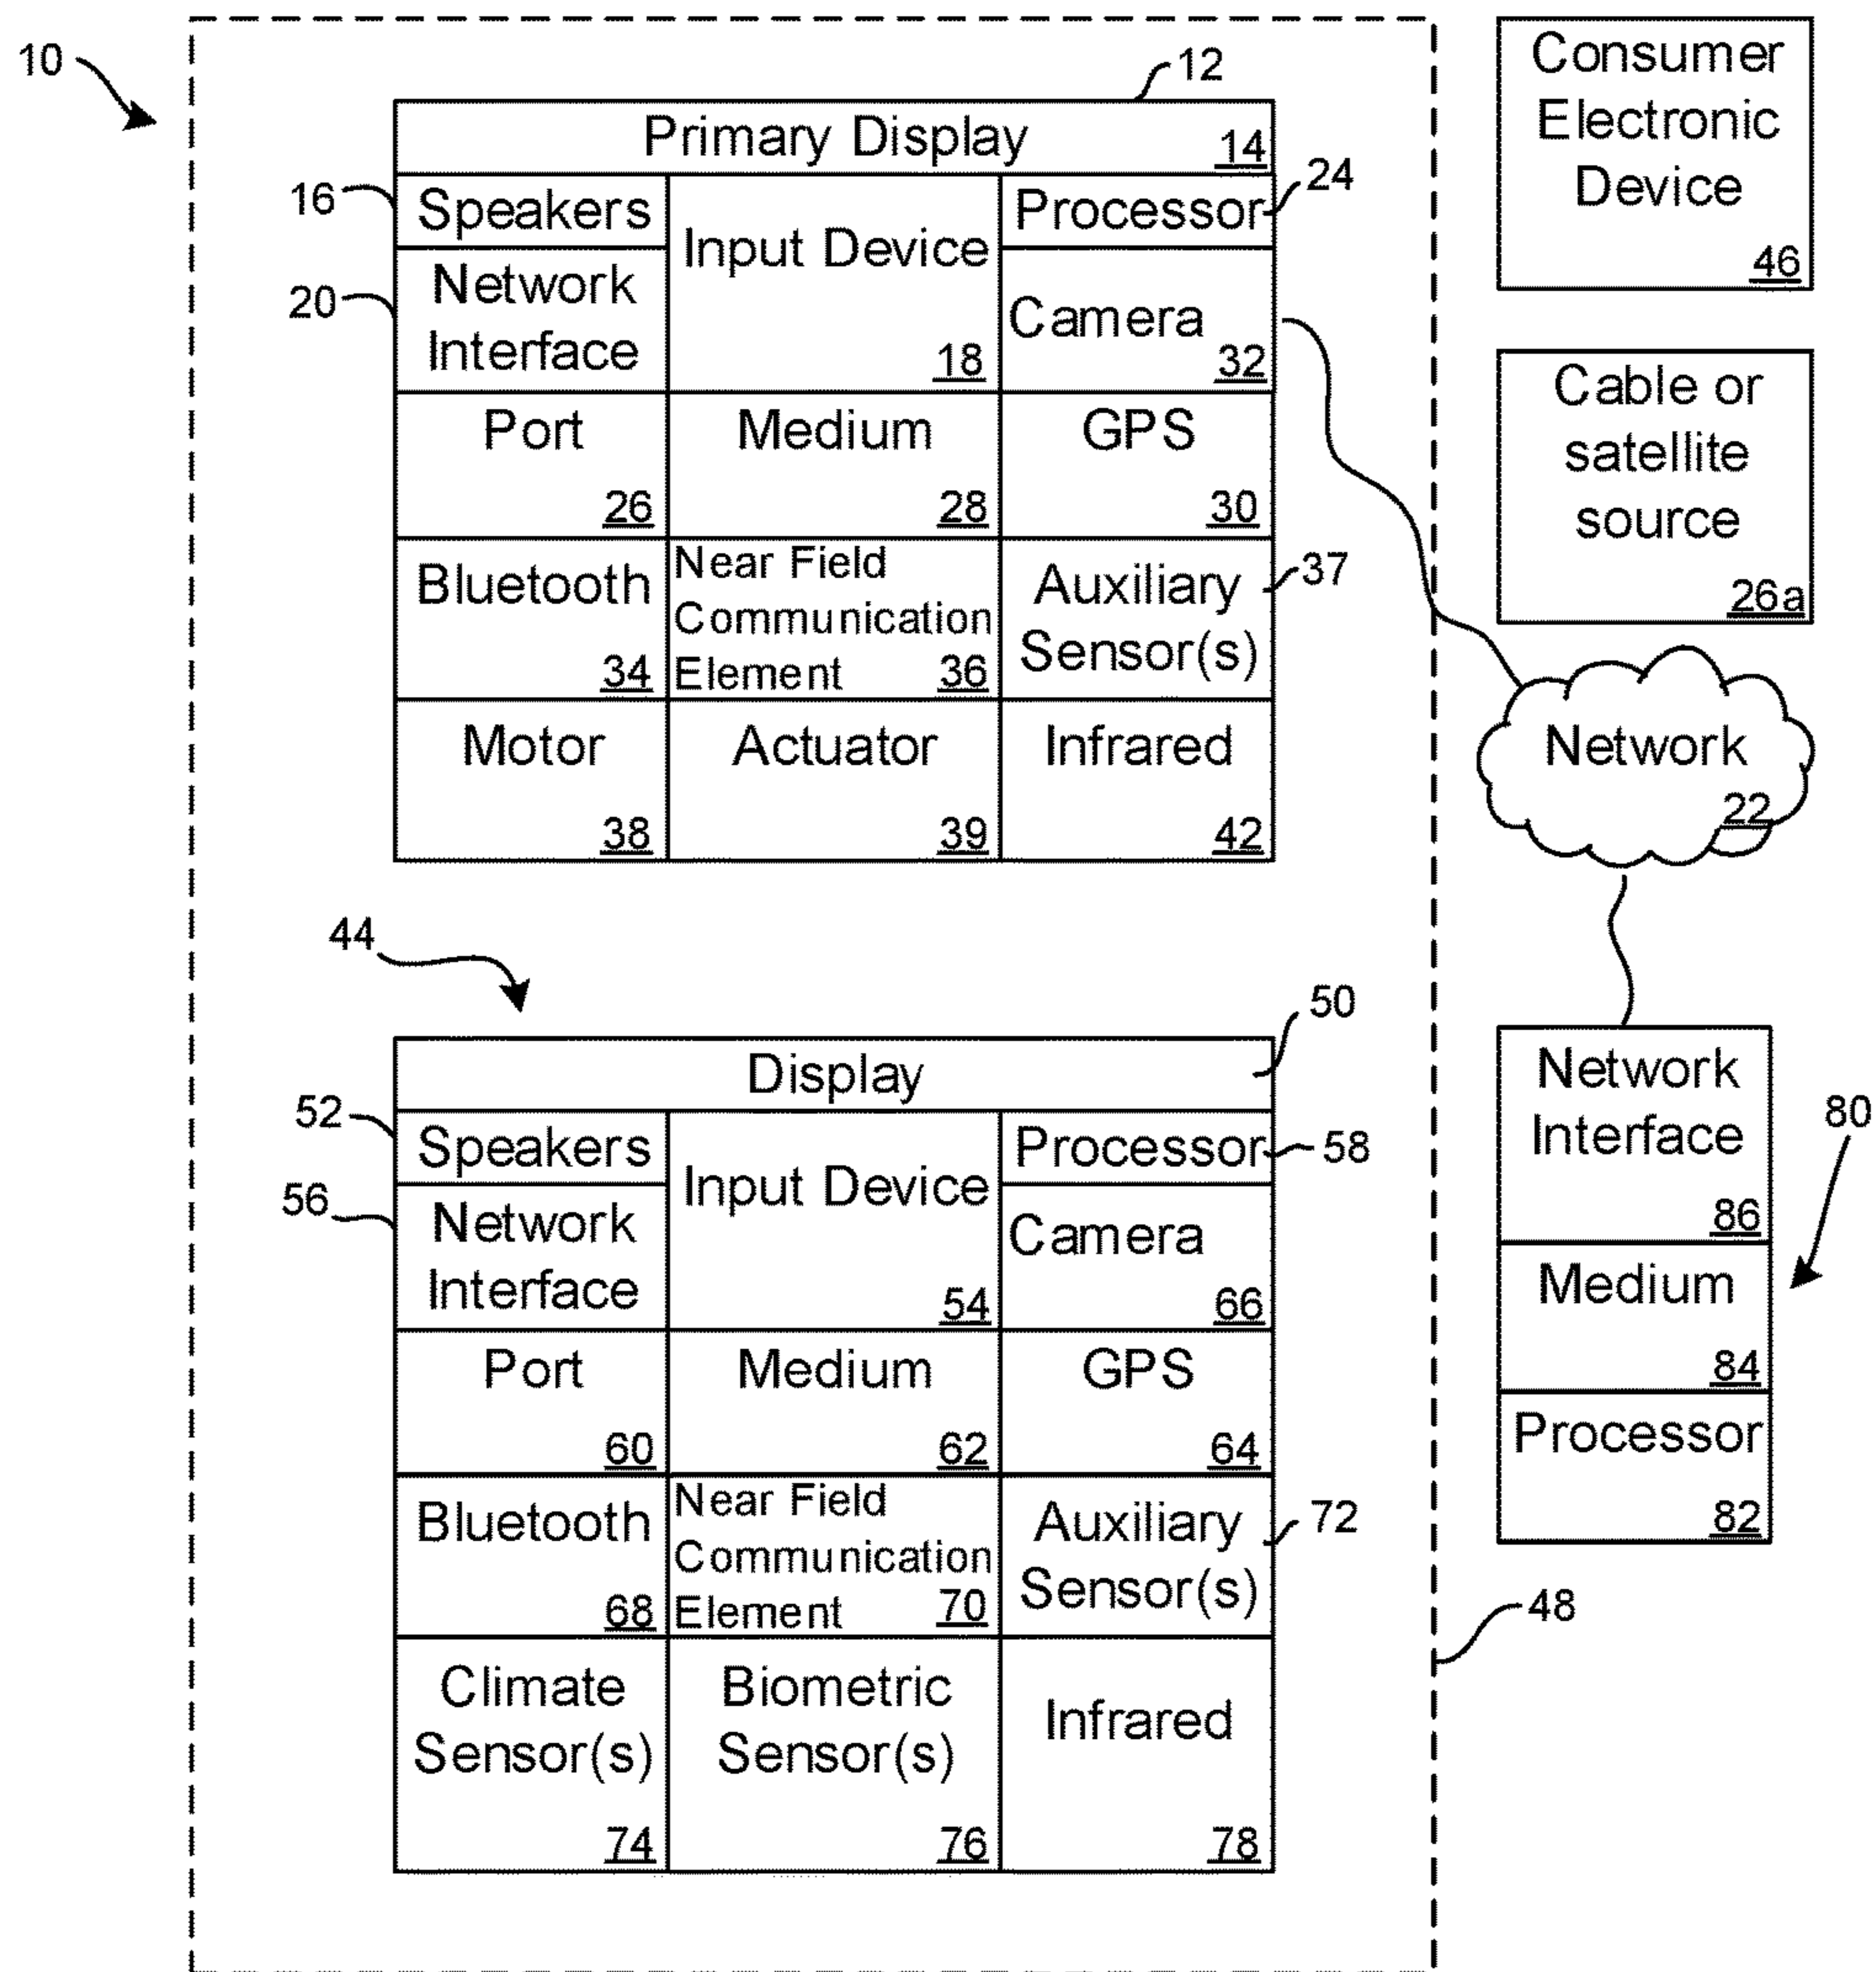 10
12
Primary Display
14
16
Speakers
Input Device
18
Processor
24
20
Network
Interface
Camera
32
Port
26
Medium
28
GPS
30
Bluetooth
34
Near Field
Communication
Element
36
Auxiliary
Sensor(s)
37
Motor
38
Actuator
39
Infrared
42
44
Display
50
52
Speakers
Input Device
54
Processor
58
56
Network
Interface
Camera
66
Port
60
Medium
62
GPS
64
Bluetooth
68
Near Field
Communication
Element
70
Auxiliary
Sensor(s)
72
Climate
Sensor(s)
74
Biometric
Sensor(s)
76
Infrared
78
48
Consumer
Electronic
Device
46
Cable or
satellite
source
26a
Network
22
Network
Interface
86
80
Medium
84
Processor
82